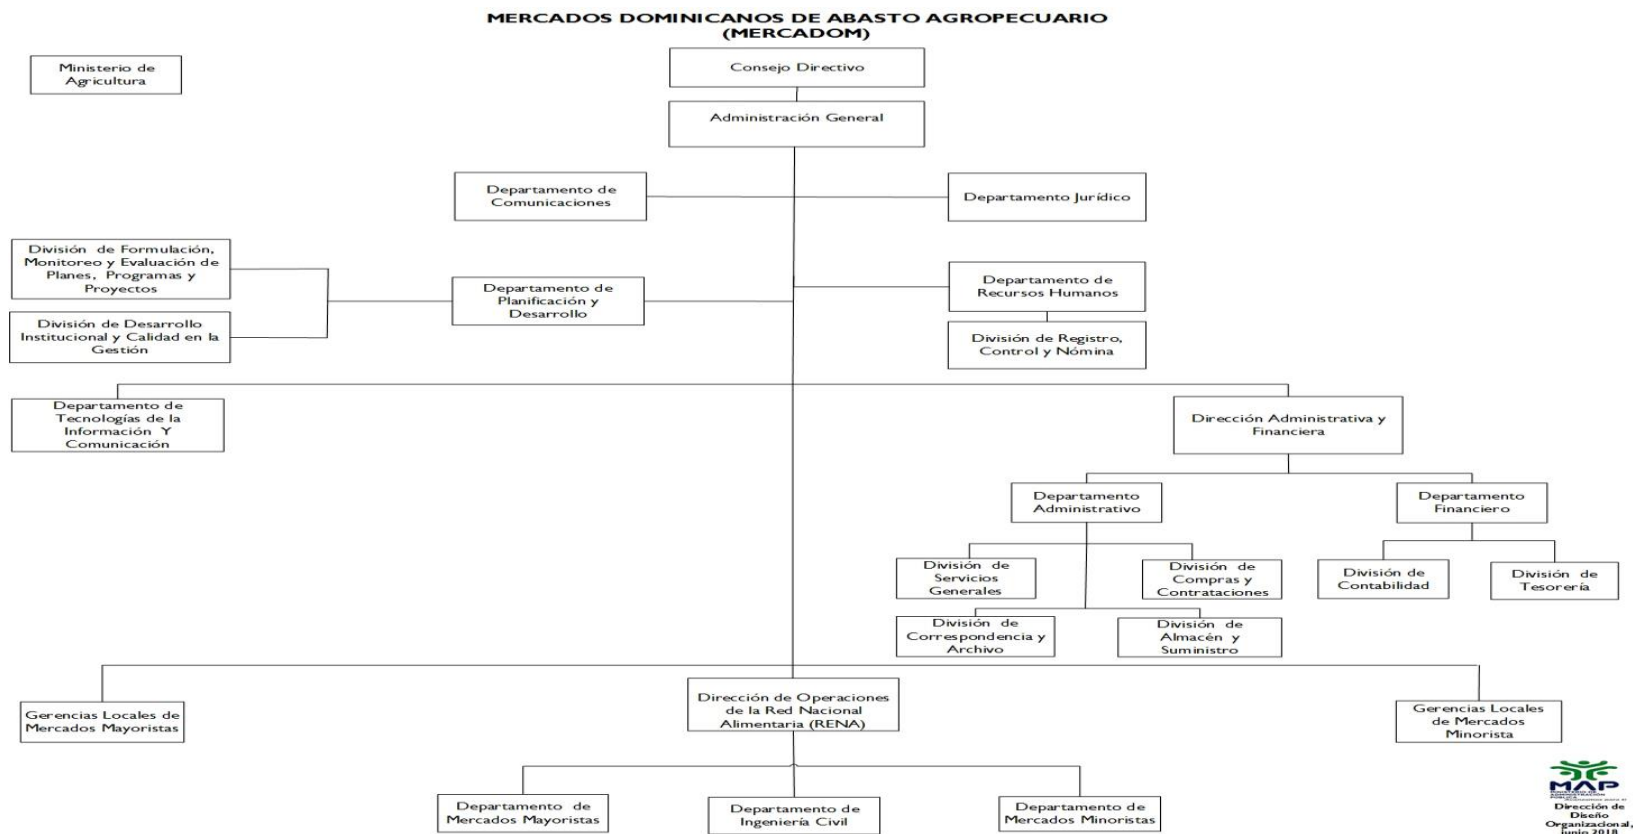 MERCADOS DOMINICANOS DE ABASTO AGROPECUARIO
(MERCADOM)
Ministerio de
Agricultura
Consejo Directivo
Administración General
Departamento de
Comunicaciones
Departamento Jurídico
División de Formulación,
Monitoreo y Evaluación de
Planes, Programas y
Proyectos
Departamento de
Planificación y
Desarrollo
Departamento de
Recursos Humanos
División de Desarrollo
Institucional y Calidad en la
Gestión
División de Registro,
Control y Nómina
Departamento de
Tecnologías de la
Información Y
Comunicación
Dirección Administrativa y
Financiera
Departamento
Administrativo
Departamento
Financiero
División de
Servicios
Generales
División de
Compras y
Contrataciones
División de
Contabilidad
División de
Tesorería
División de
Correspondencia y
Archivo
División de
Almacén y
Suministro
Gerencias Locales de
Mercados Mayoristas
Dirección de Operaciones
de la Red Nacional
Alimentaria (RENA)
Gerencias Locales
de Mercados
Minorista
Departamento de
Mercados Mayoristas
Departamento de
Ingeniería Civil
Departamento de
Mercados Minoristas
MAP
MINISTERIO DE
ADMINISTRACIÓN
PÚBLICA
Dirección de
Diseño
Organizacional,
junio 2018